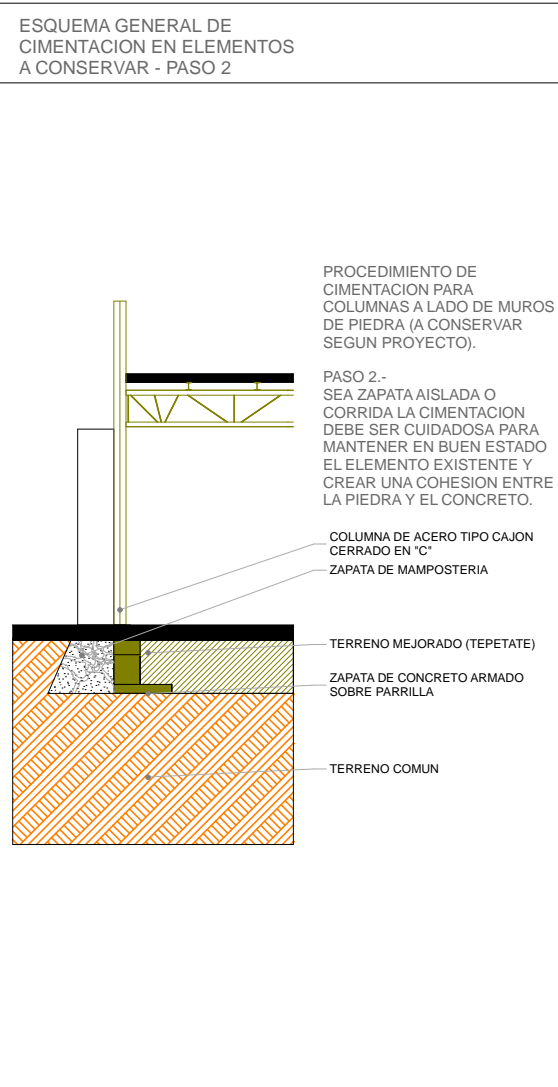 ESQUEMA GENERAL DE
CIMENTACION EN ELEMENTOS
A CONSERVAR - PASO 2
PROCEDIMIENTO DE
CIMENTACION PARA
COLUMNAS A LADO DE MUROS
DE PIEDRA (A CONSERVAR
SEGUN PROYECTO).
PASO 2.-
SEA ZAPATA AISLADA O
CORRIDA LA CIMENTACION
DEBE SER CUIDADOSA PARA
MANTENER EN BUEN ESTADO
EL ELEMENTO EXISTENTE Y
CREAR UNA COHESION ENTRE
LA PIEDRA Y EL CONCRETO.
COLUMNA DE ACERO TIPO CAJON
CERRADO EN "C"
ZAPATA DE MAMPOSTERIA
TERRENO MEJORADO (TEPETATE)
ZAPATA DE CONCRETO ARMADO
SOBRE PARRILLA
TERRENO COMUN